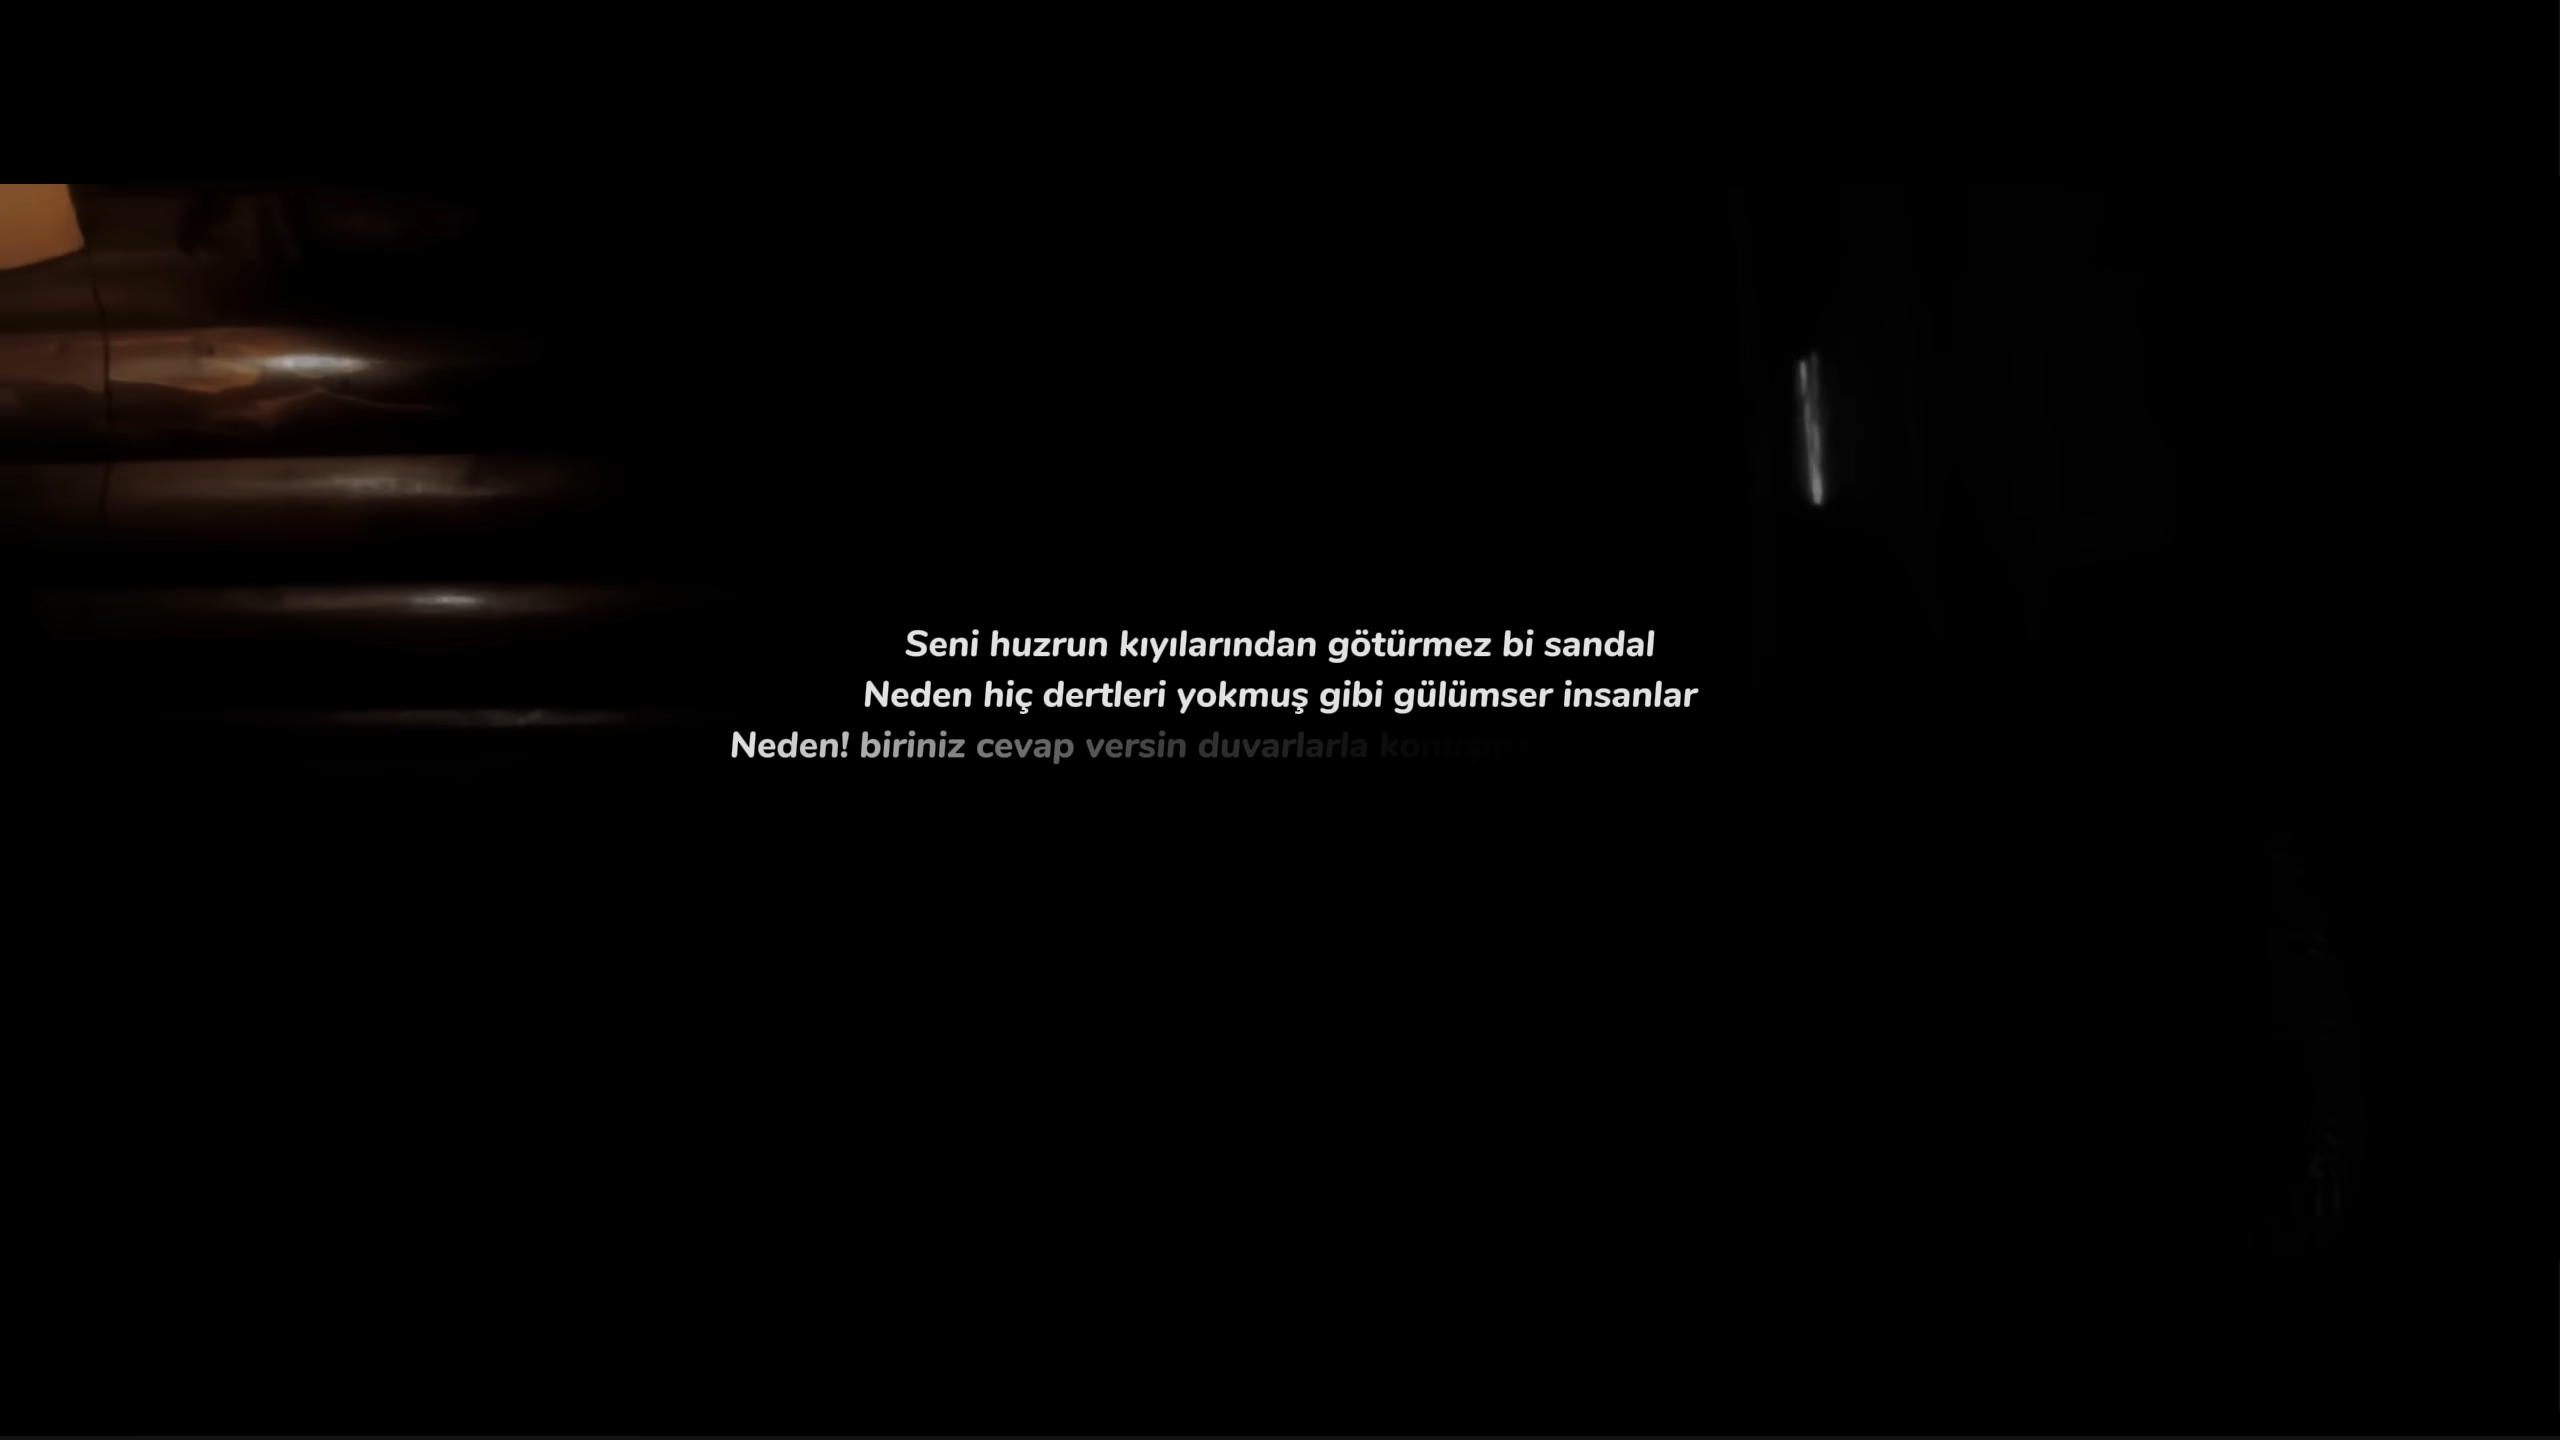 Seni huzrun kıyılarından götürmez bi sandal
Neden hiç dertleri yokmuş gibi gülümser insanlar
Neden! biriniz cevap versin duvarlarla